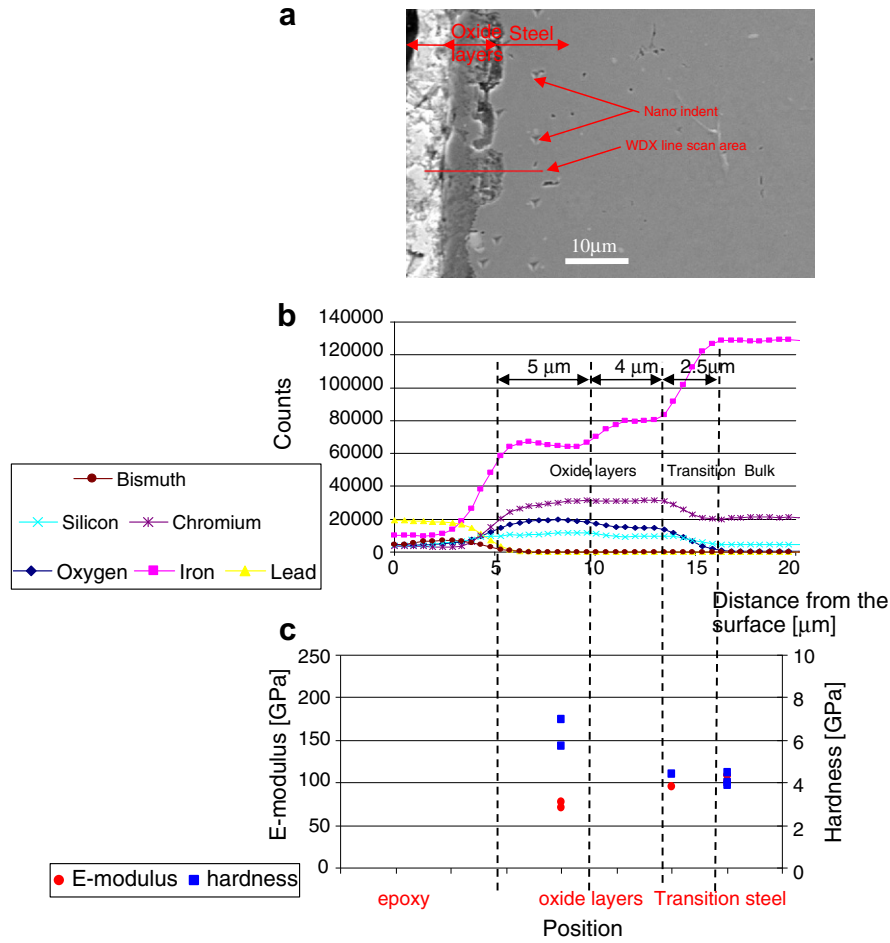 a
Oxide Steel
layers
Nano indent
WDX line scan area
10μm
b
140000
120000
100000
80000
60000
40000
20000
0
Counts
5 μm
4 μm
2.5μm
Oxide layers
Transition Bulk
0
5
10
15
20
Distance from the
surface [μm]
Bismuth
Silicon
Chromium
Oxygen
Iron
Lead
c
250
200
150
100
50
0
E-modulus [GPa]
10
8
6
4
2
0
Hardness [GPa]
E-modulus
hardness
epoxy
oxide layers
Transition steel
Position